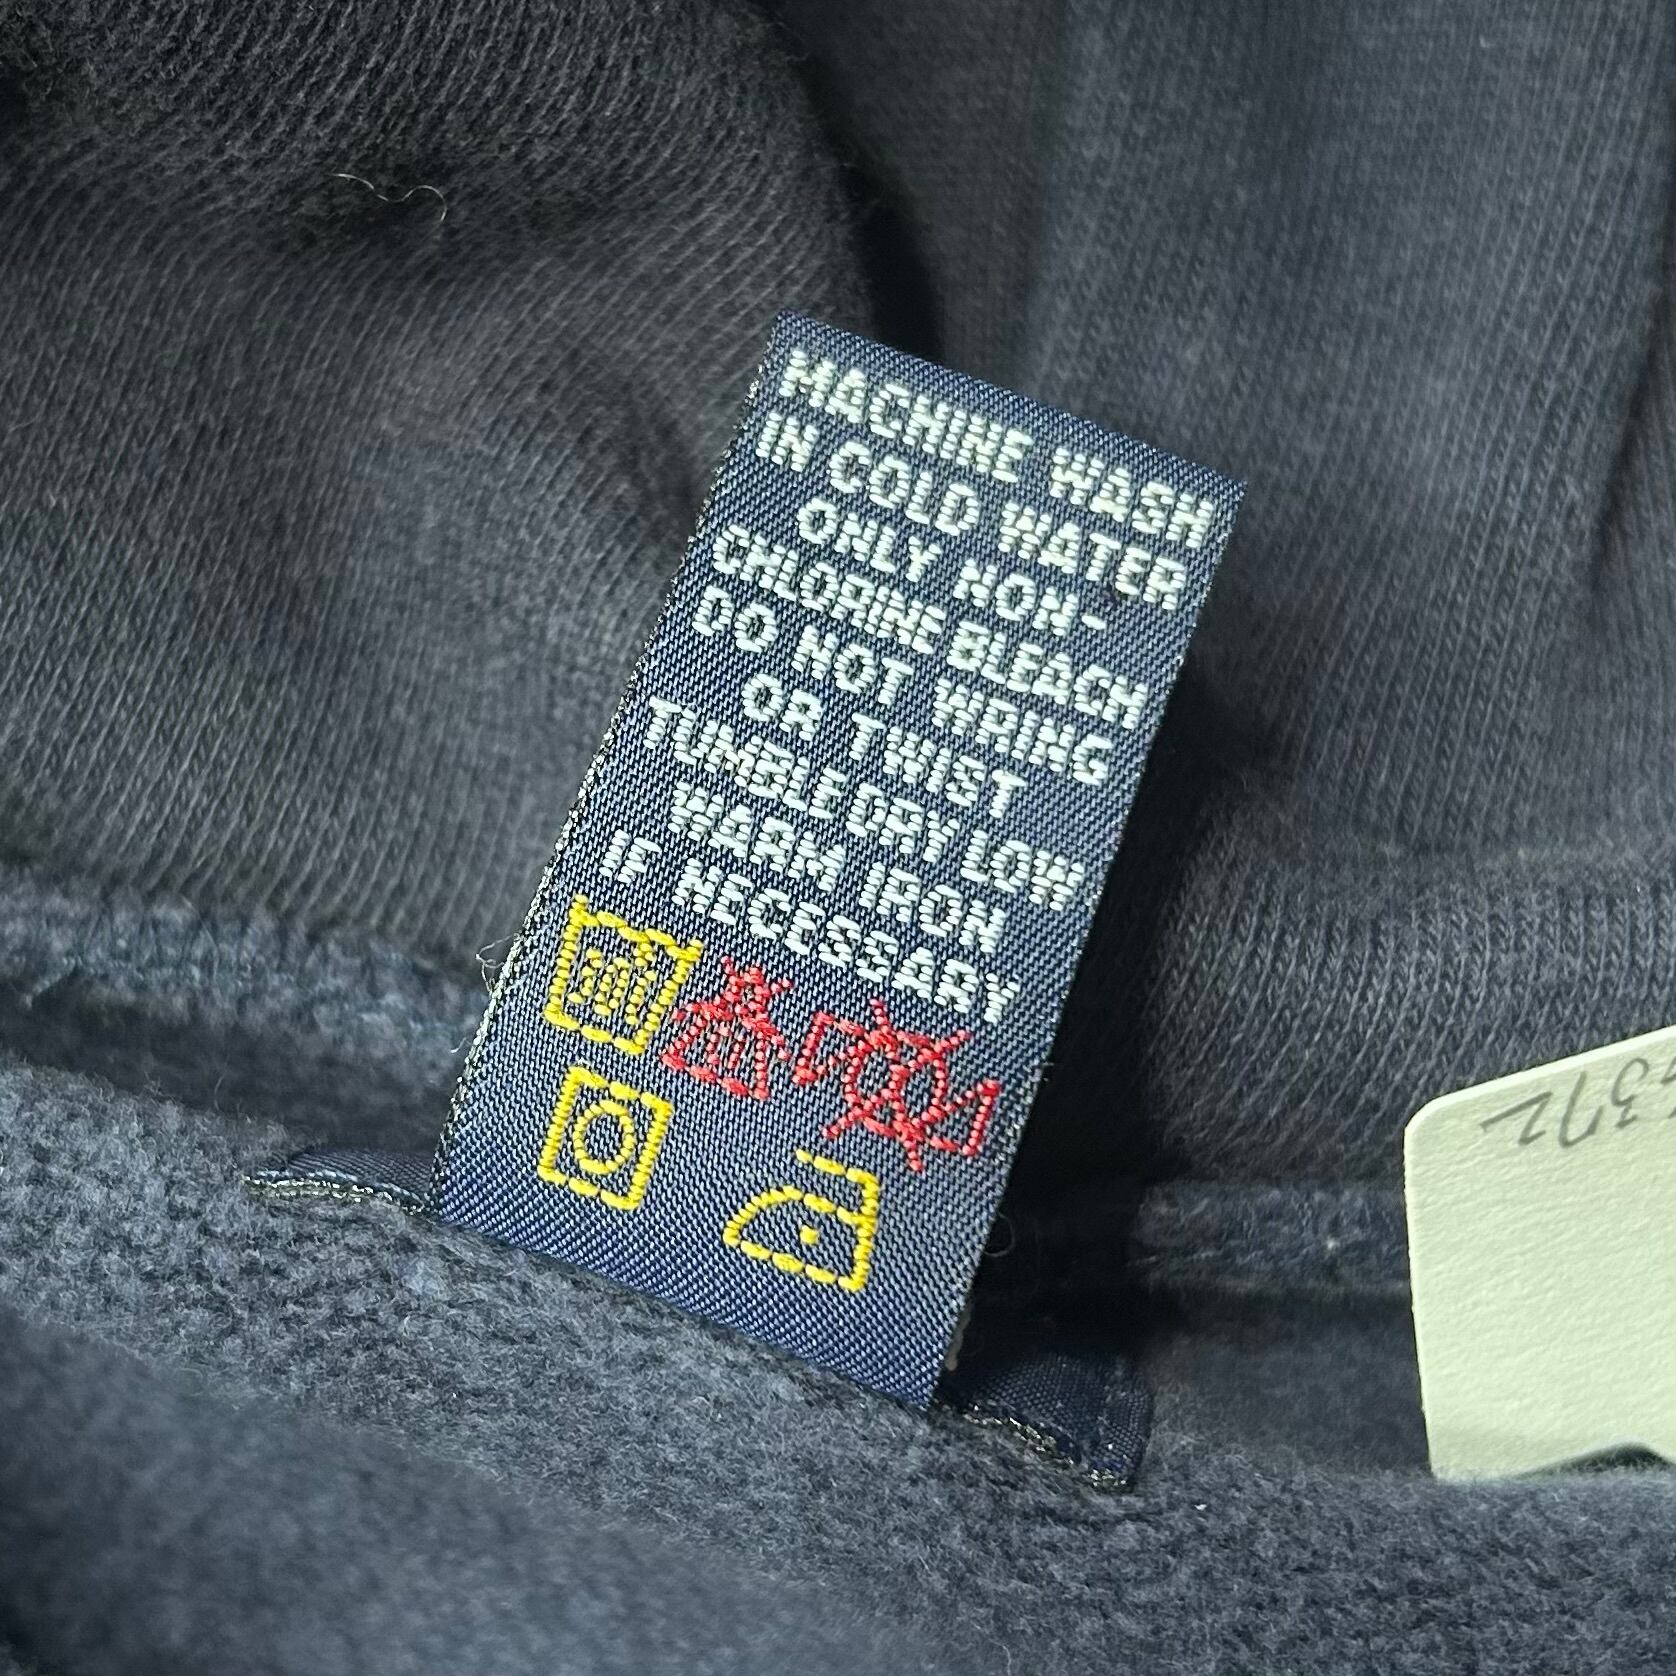 MACHINE WASH
IN COLD WATER
ONLY NON-
CHLORINE BLEACH
DO NOT WRING
OR TWIST
TUMBLE DRY LOW
WARM IRON
IF NECESSARY